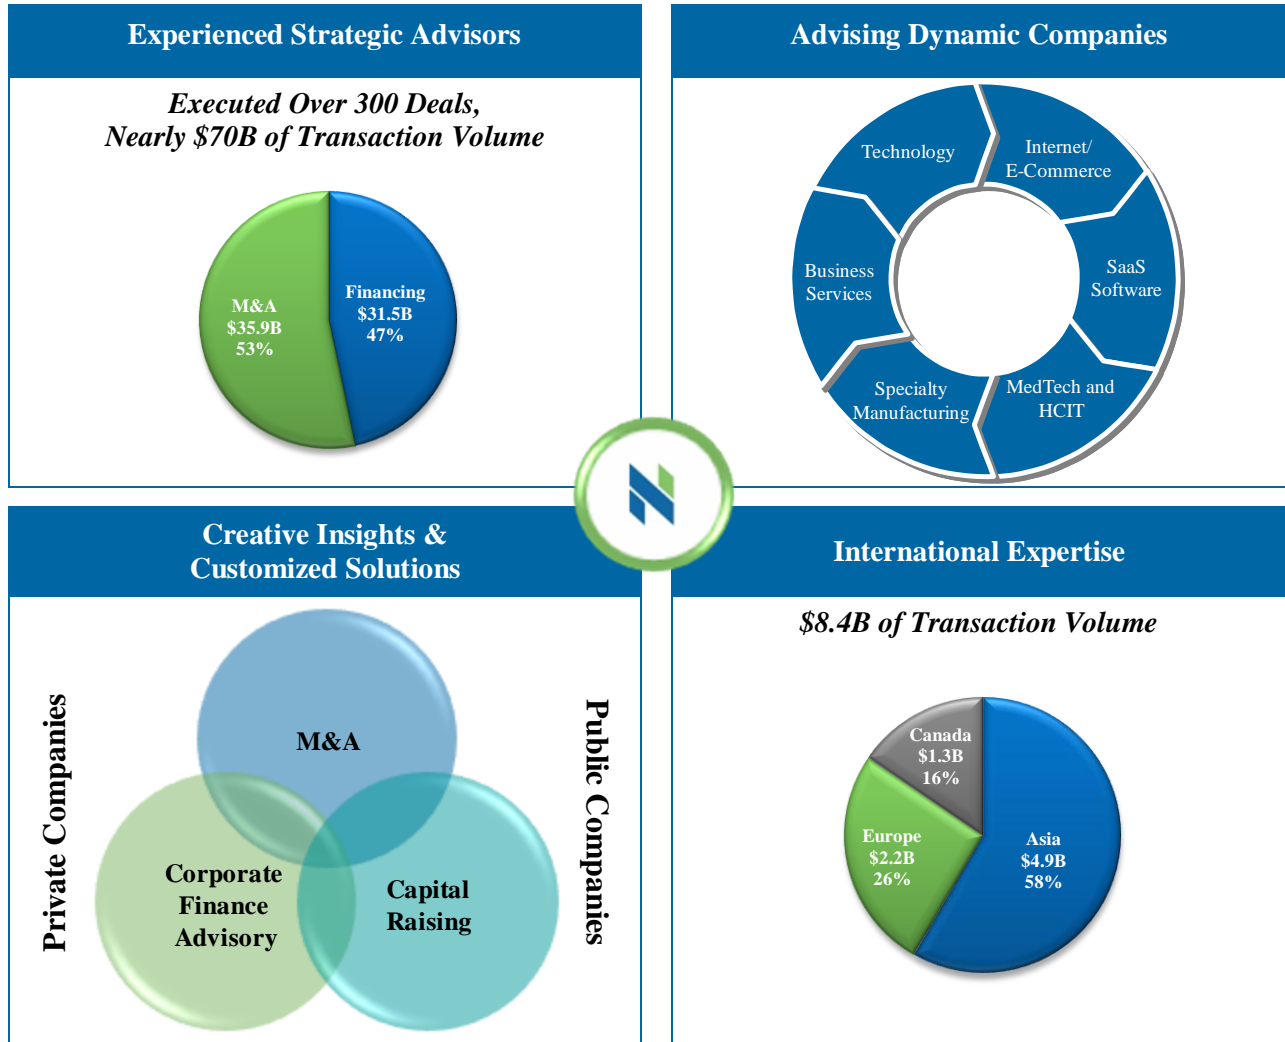 Experienced Strategic Advisors
Executed Over 300 Deals,
Nearly $70B of Transaction Volume
M&A
$35.9B
53%
Financing
$31.5B
47%
Advising Dynamic Companies
Technology
Internet/
E-Commerce
SaaS
Software
MedTech and
HCIT
Specialty
Manufacturing
Business
Services
Creative Insights &
Customized Solutions
Private Companies
M&A
Corporate
Finance
Advisory
Capital
Raising
Public Companies
International Expertise
$8.4B of Transaction Volume
Canada
$1.3B
16%
Europe
$2.2B
26%
Asia
$4.9B
58%